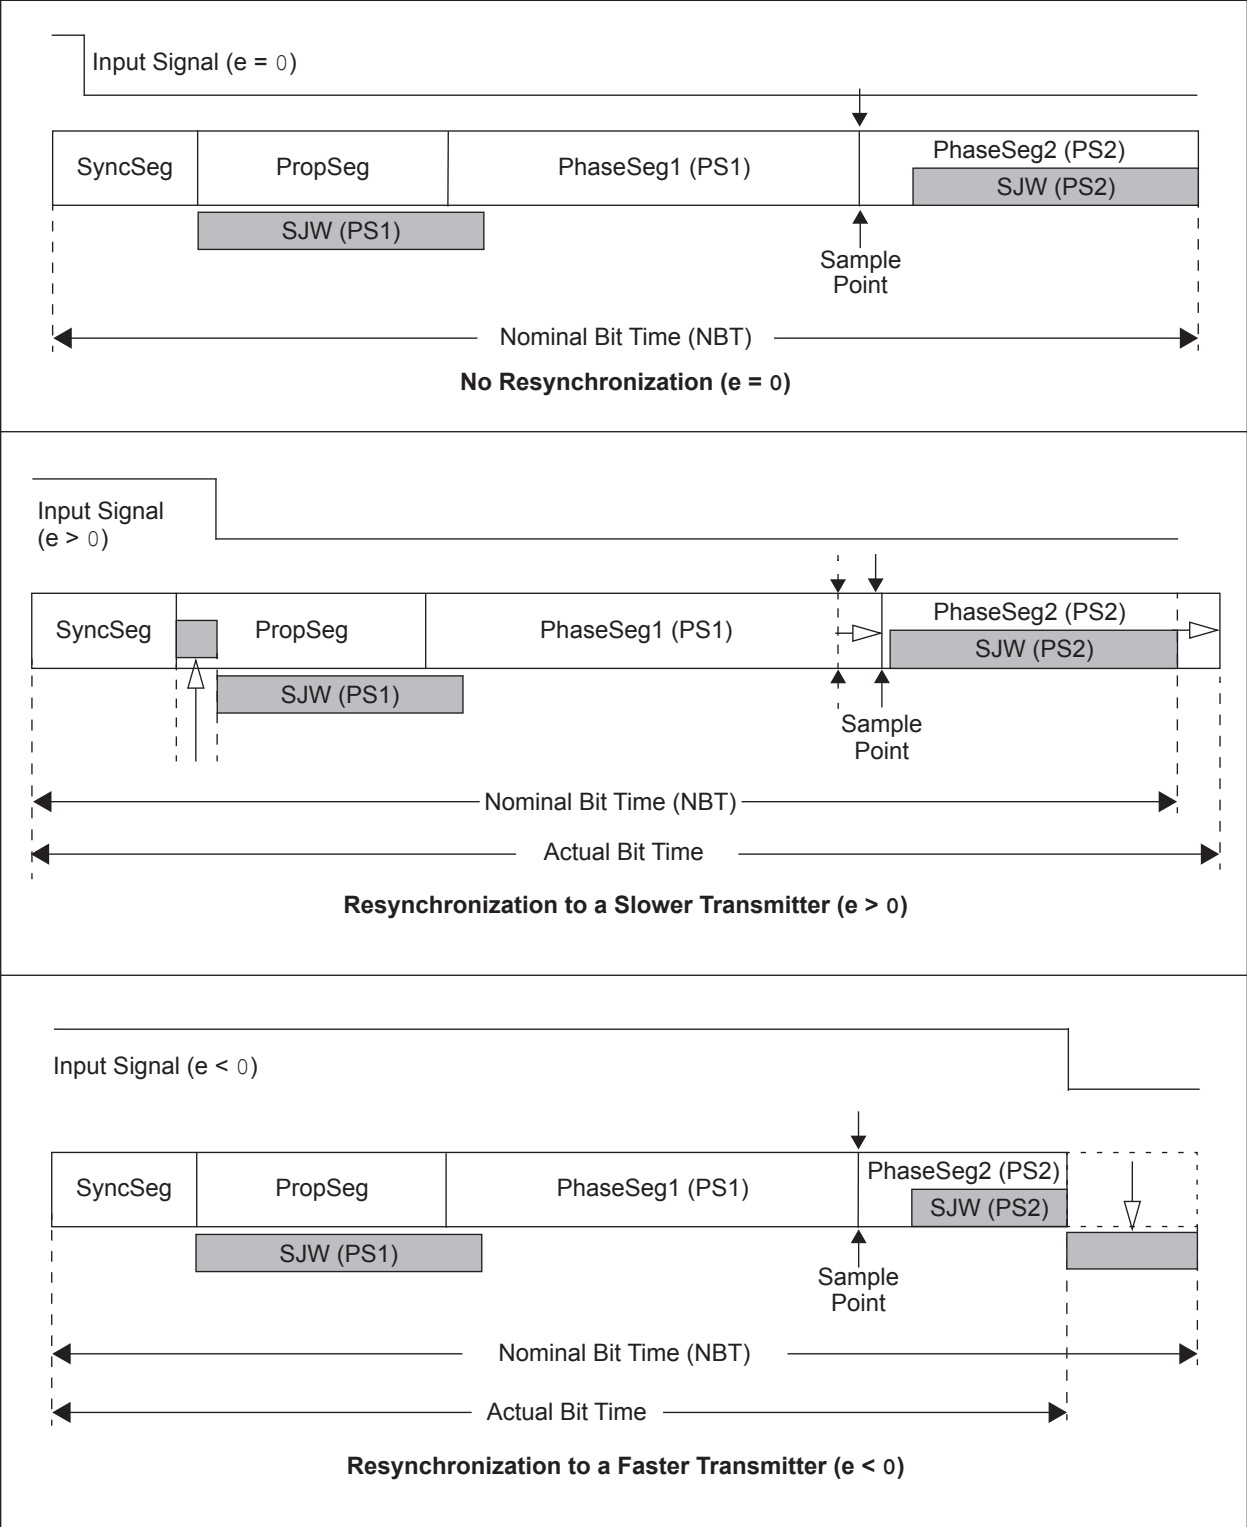 Input Signal (e = 0)
SyncSeg
PropSeg
PhaseSeg1 (PS1)
PhaseSeg2 (PS2)
SJW (PS2)
SJW (PS1)
Sample
Point
Nominal Bit Time (NBT)
No Resynchronization (e = 0)
Input Signal
(e > 0)
SyncSeg
PropSeg
PhaseSeg1 (PS1)
PhaseSeg2 (PS2)
SJW (PS2)
SJW (PS1)
Sample
Point
Nominal Bit Time (NBT)
Actual Bit Time
Resynchronization to a Slower Transmitter (e > 0)
Input Signal (e < 0)
SyncSeg
PropSeg
PhaseSeg1 (PS1)
PhaseSeg2 (PS2)
SJW (PS2)
SJW (PS1)
Sample
Point
Nominal Bit Time (NBT)
Actual Bit Time
Resynchronization to a Faster Transmitter (e < 0)